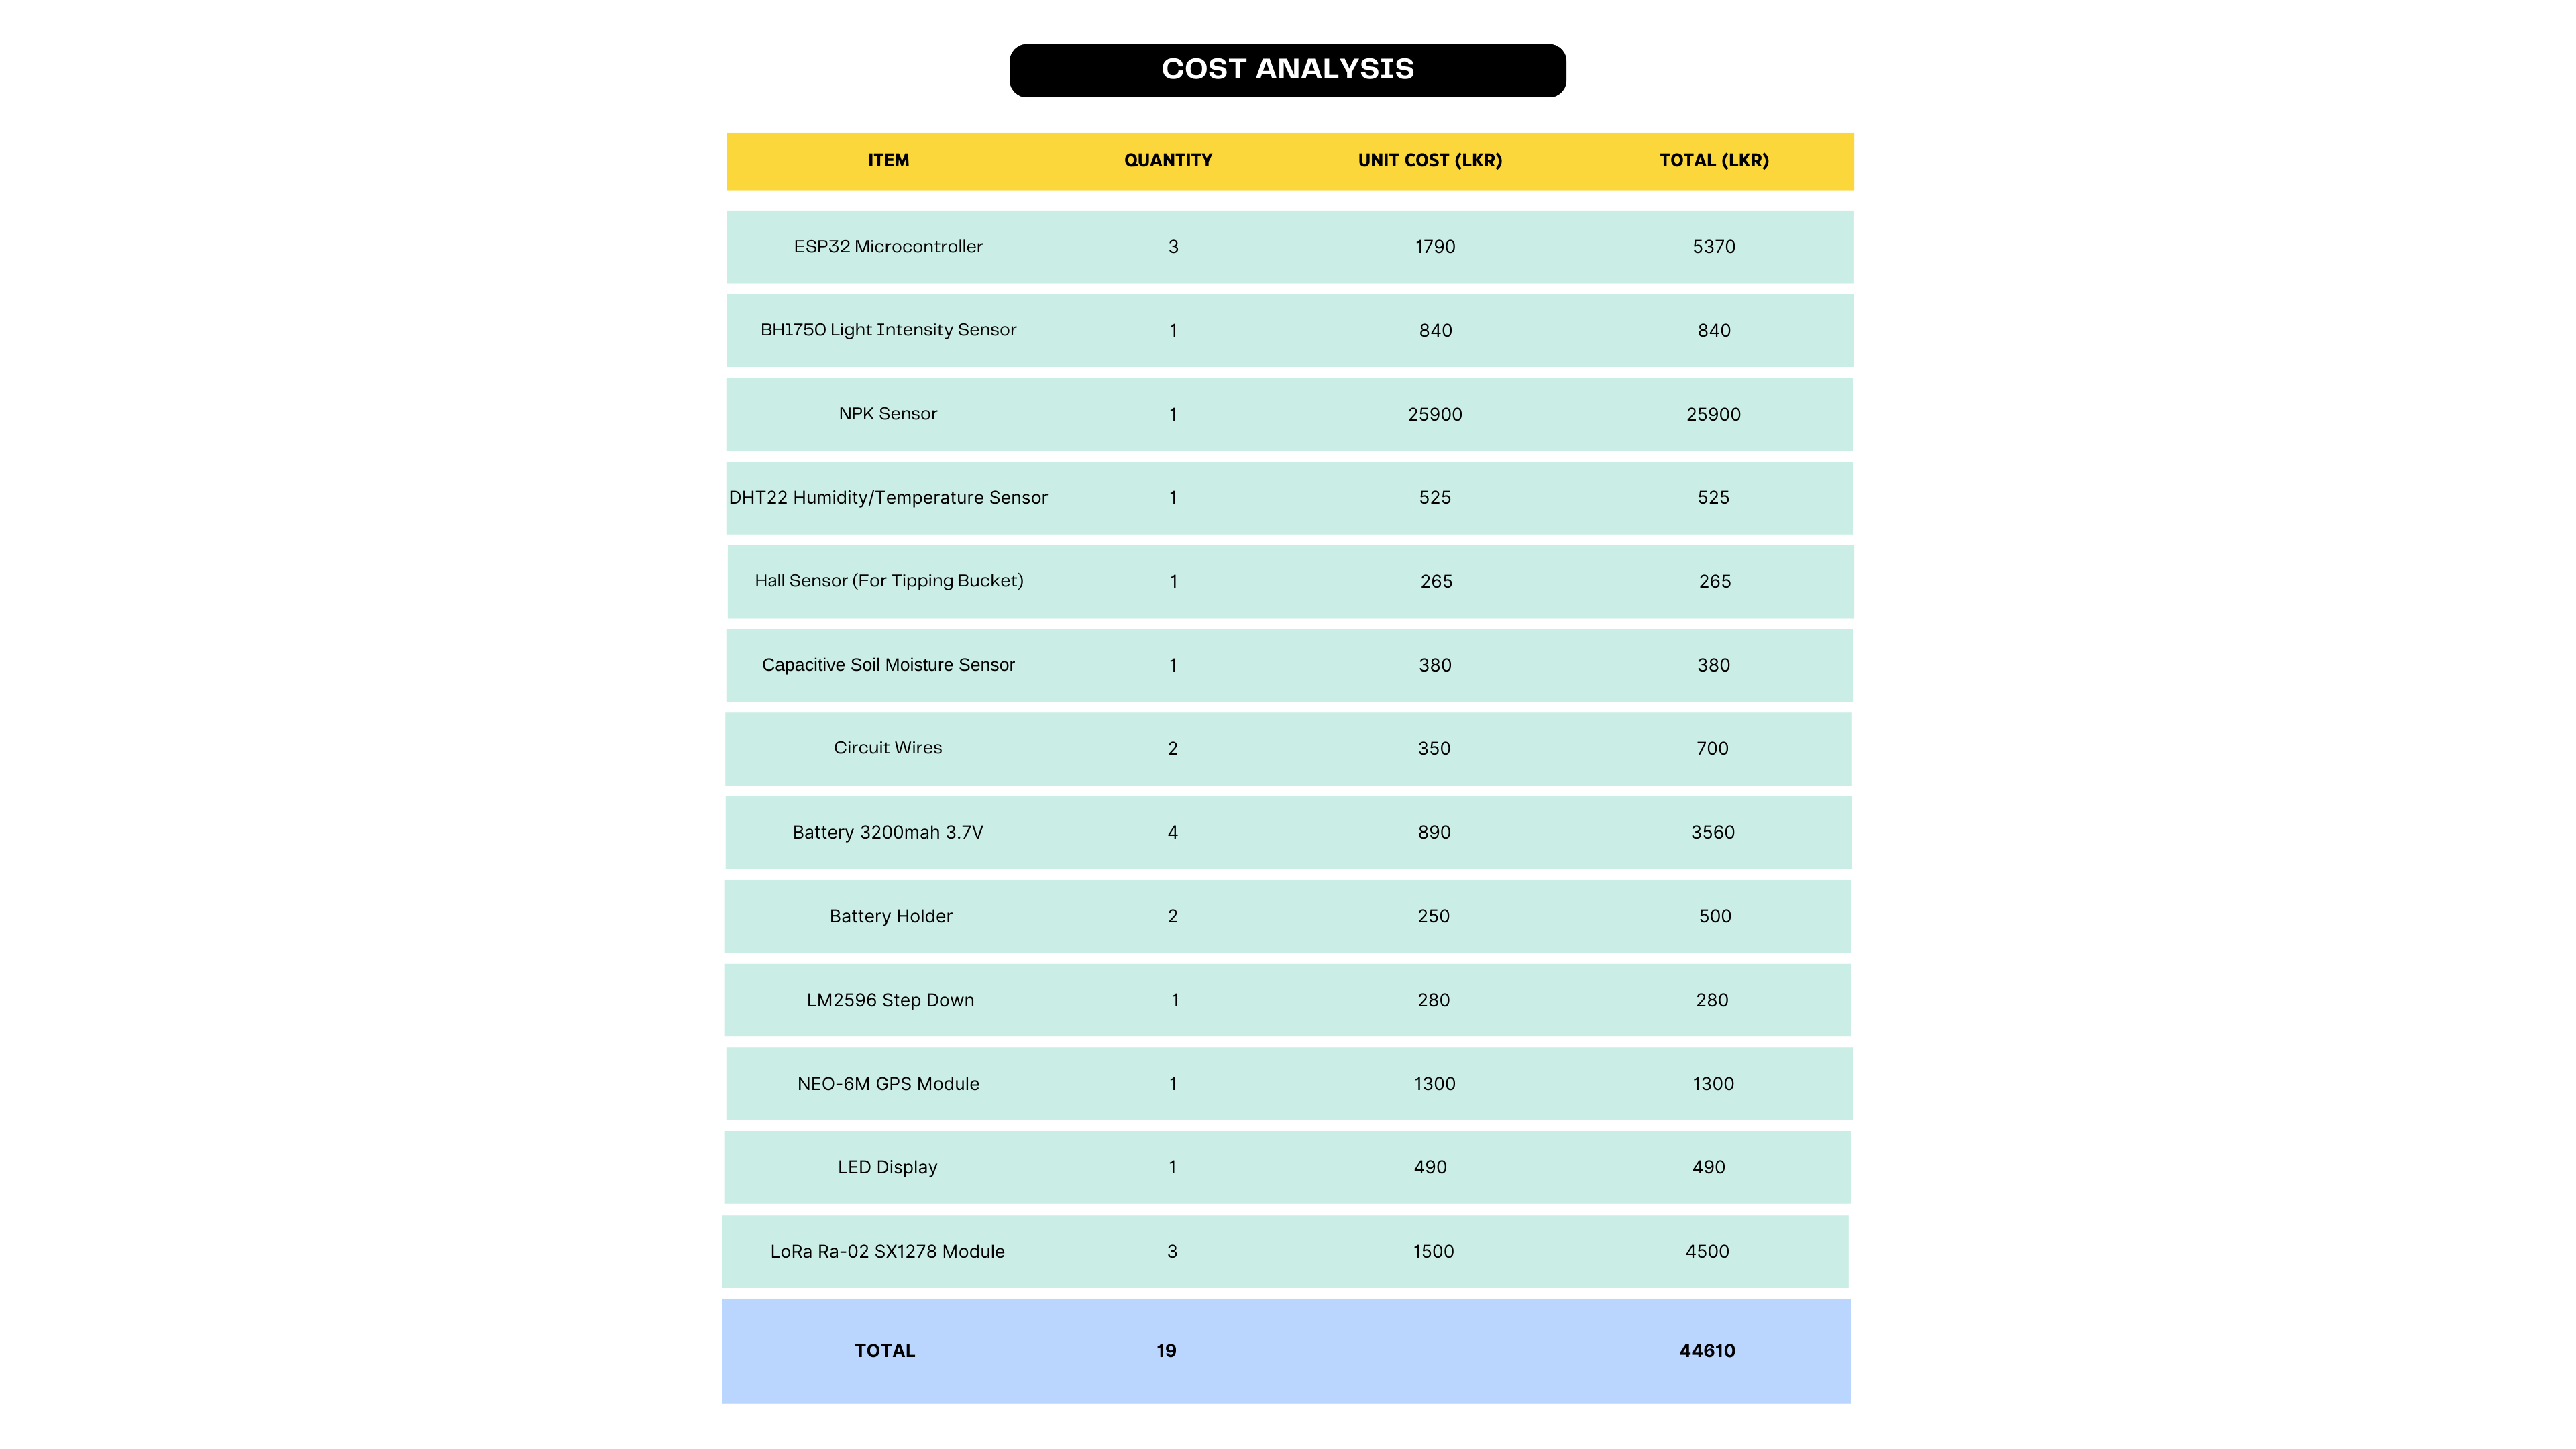 COST ANALYSIS
ITEM QUANTITY UNIT COST (LKR) TOTAL (LKR)
ESP32 Microcontroller 3 1790 5370
BH1750 Light Intensity Sensor 1 840 840
NPK Sensor 1 25900 25900
DHT22 Humidity/Temperature Sensor 1 525 525
Hall Sensor (For Tipping Bucket) 1 265 265
Capacitive Soil Moisture Sensor 1 380 380
Circuit Wires 2 350 700
Battery 3200mah 3.7V 4 890 3560
Battery Holder 2 250 500
LM2596 Step Down 1 280 280
NEO-6M GPS Module 1 1300 1300
LED Display 1 490 490
LoRa Ra-02 SX1278 Module 3 1500 4500
TOTAL 19 44610